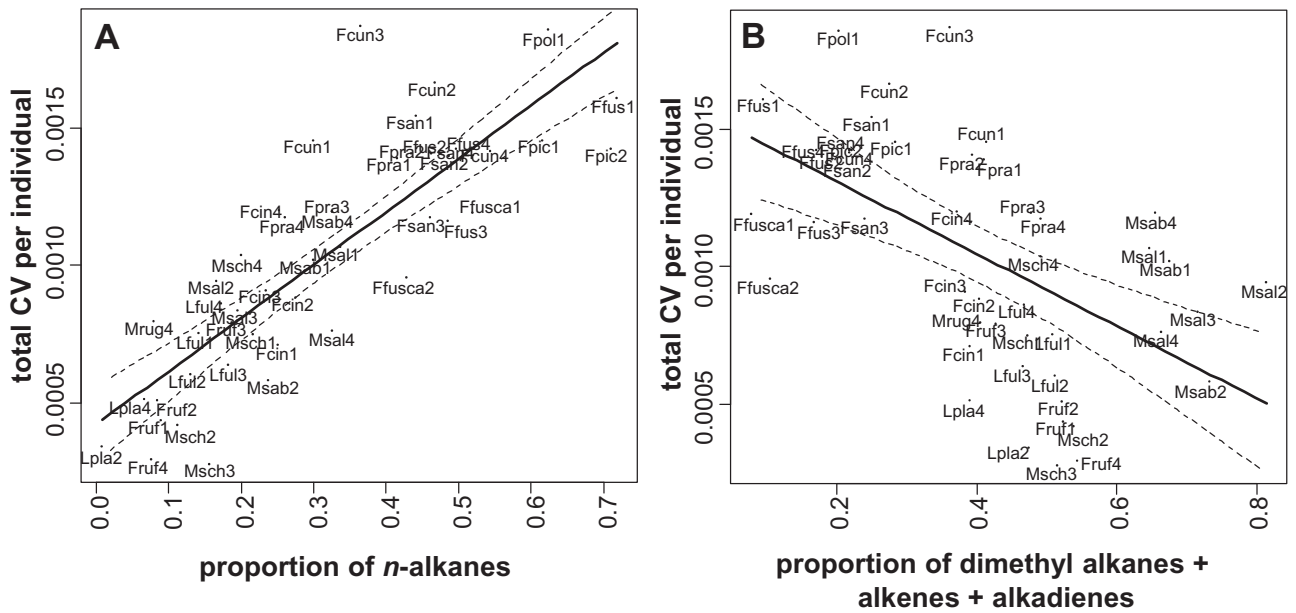 A
total CV per individual
0.0015
0.0010
0.0005
Fcun3
Fpol1
Fcun2
Ffus1
Fsan1
Fcun1
Fpra2
Ffus2
Ffus4
Fsan4
Fcun4
Fpic1
Fpic2
Fpra1
Fsan2
Fcin4
Fpra3
Ffusca1
Fpra4
Msab4
Fsan3
Ffus3
Msch4
Msal1
Msab1
Msal2
Fcin3
Ffusca2
Lful4
Fcin2
Msal3
Mrug4
Fruf3
Lful1
Msch1
Msal4
Fcin1
Lful2
Lful3
Msab2
Lpla4
Fruf2
Fruf1
Msch2
Lpla2
Fruf4
Msch3
0.0
0.1
0.2
0.3
0.4
0.5
0.6
0.7
proportion of n-alkanes
B
total CV per individual
0.0015
0.0010
0.0005
Fpol1
Fcun3
Fcun2
Ffus1
Fsan1
Fcun1
Fsan4
Ffus4
Fpic2
Fpic1
Ffus2
Fcun4
Fsan2
Fpra2
Fpra1
Fpra3
Ffusca1
Ffus3
Fsan3
Fcin4
Fpra4
Msab4
Msch4
Msal1
Msab1
Ffusca2
Fcin3
Msal2
Fcin2
Lful4
Mrug4
Fruf3
Msal3
Msch1
Lful1
Msal4
Fcin1
Lful3
Lful2
Msab2
Lpla4
Fruf2
Fruf1
Msch2
Lpla2
Fruf4
Msch3
0.2
0.4
0.6
0.8
proportion of dimethyl alkanes +
alkenes + alkadienes